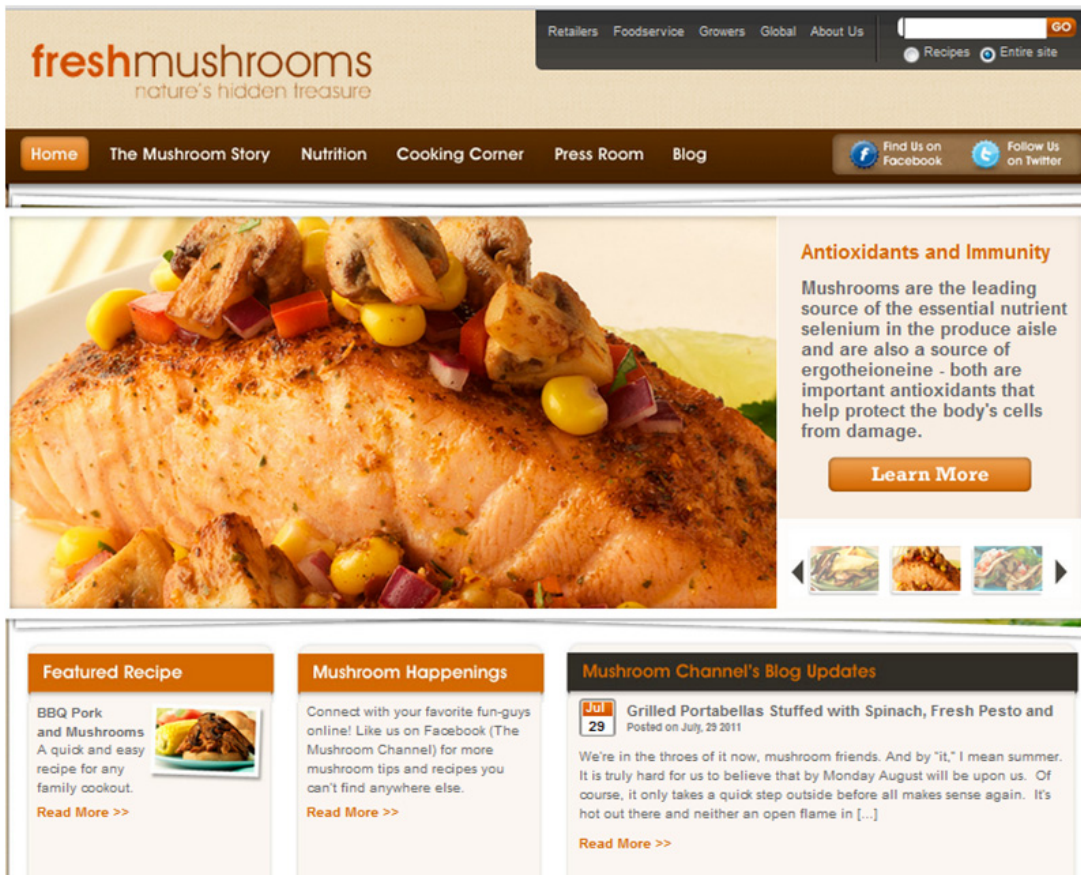 Retailers Foodservice Growers Global About Us
GO
Recipes Entire site
freshmushrooms
nature's hidden treasure
Home The Mushroom Story Nutrition Cooking Corner Press Room Blog
Find Us on
Facebook
Follow Us
on Twitter
Antioxidants and Immunity
Mushrooms are the leading
source of the essential nutrient
selenium in the produce aisle
and are also a source of
ergotheioneine - both are
important antioxidants that
help protect the body's cells
from damage.
Learn More
Featured Recipe
BBQ Pork
and Mushrooms
A quick and easy
recipe for any
family cookout.
Read More >>
Mushroom Happenings
Connect with your favorite fun-guys
online! Like us on Facebook (The
Mushroom Channel) for more
mushroom tips and recipes you
can't find anywhere else.
Read More >>
Mushroom Channel's Blog Updates
Jul
29
Grilled Portabellas Stuffed with Spinach, Fresh Pesto and
Posted on July, 29 2011
We're in the throes of it now, mushroom friends. And by "it," I mean summer.
It is truly hard for us to believe that by Monday August will be upon us. Of
course, it only takes a quick step outside before all makes sense again. It's
hot out there and neither an open flame in [...]
Read More >>